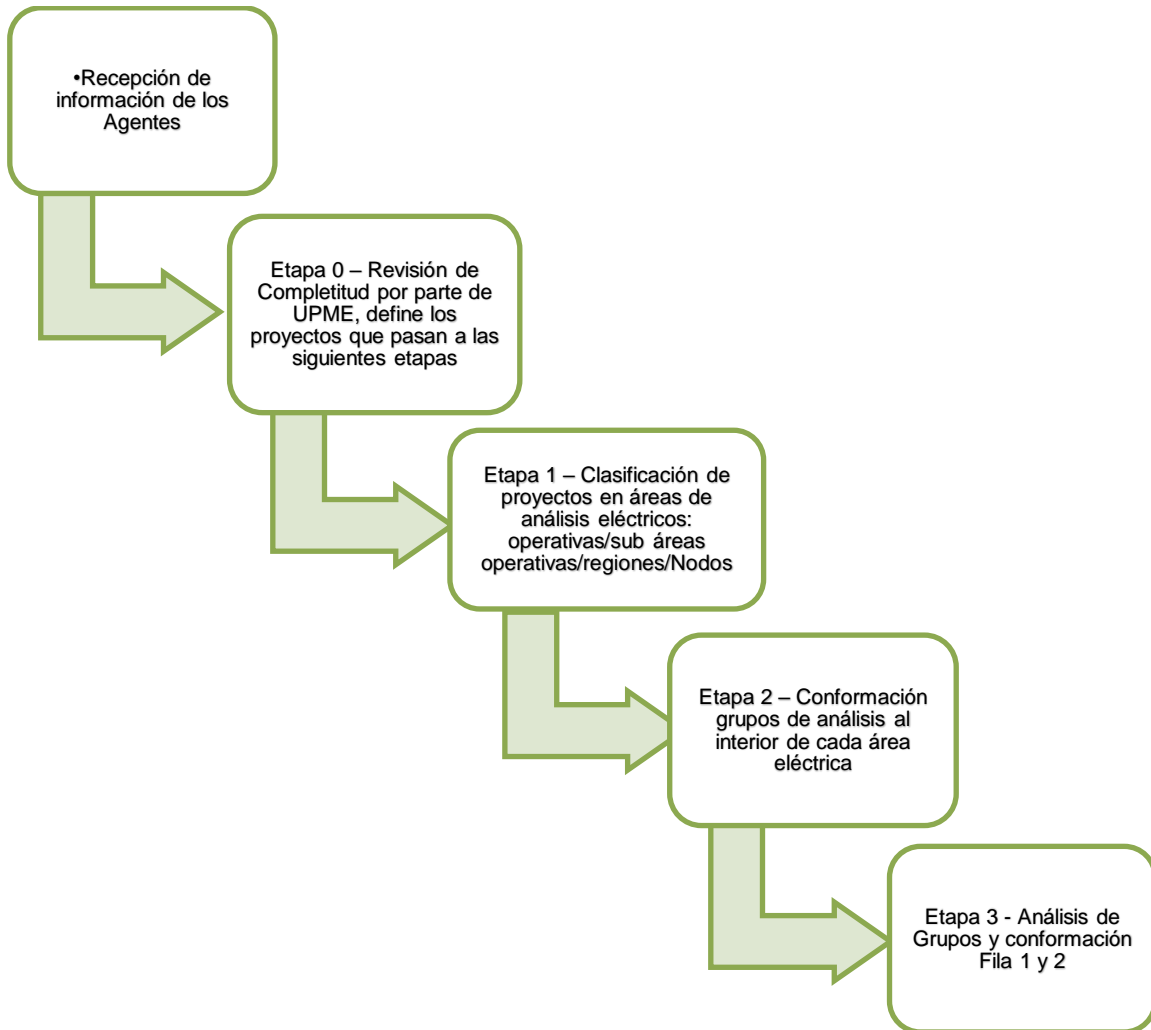 •Recepción de
información de los
Agentes
Etapa 0 – Revisión de
Completitud por parte de
UPME, define los
proyectos que pasan a las
siguientes etapas
Etapa 1 – Clasificación de
proyectos en áreas de
análisis eléctricos:
operativas/sub áreas
operativas/regiones/Nodos
Etapa 2 – Conformación
grupos de análisis al
interior de cada área
eléctrica
Etapa 3 - Análisis de
Grupos y conformación
Fila 1 y 2